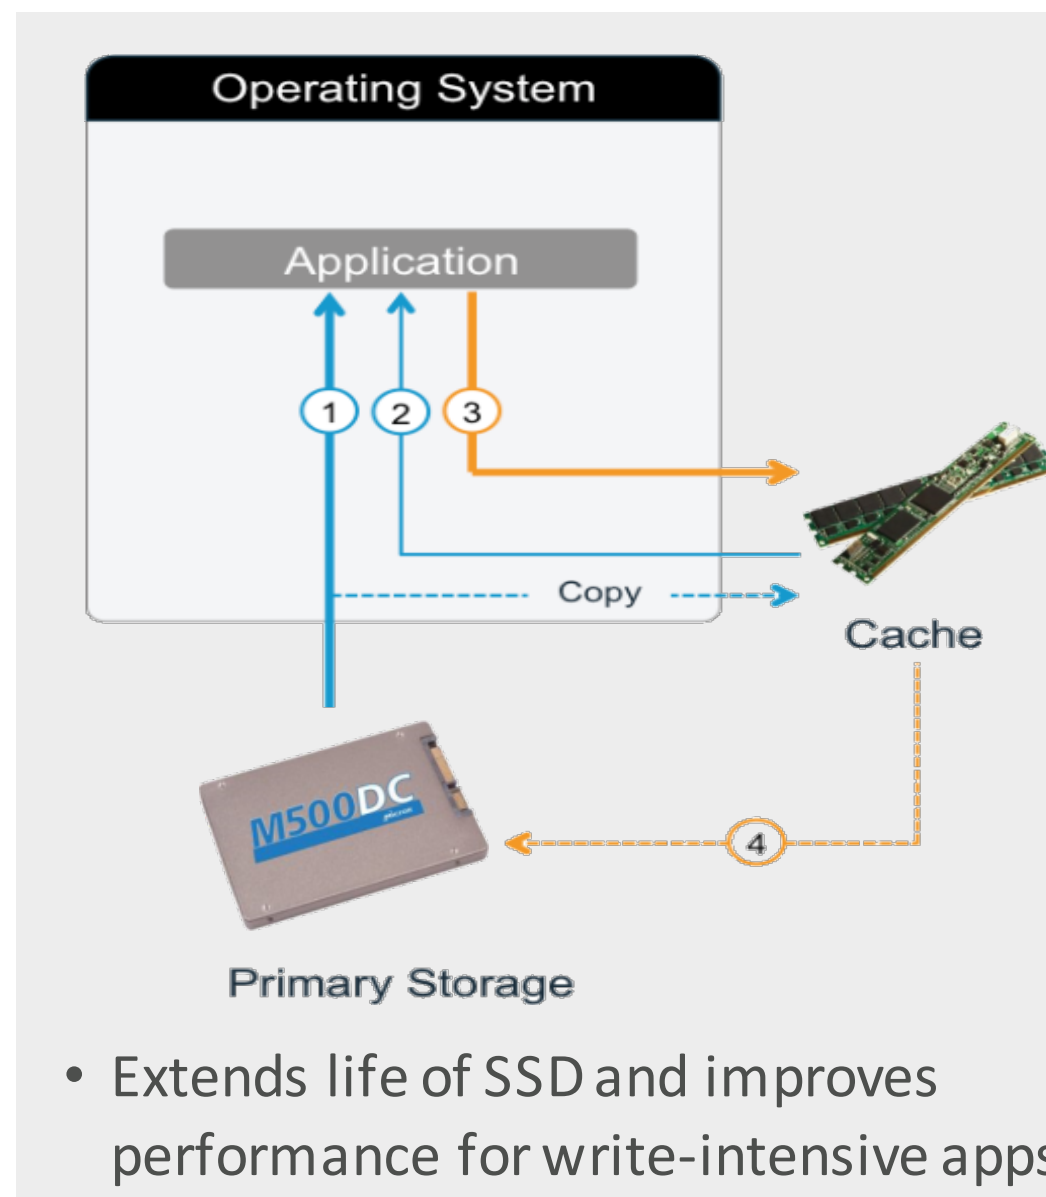 Operating System
Application
1 2 3
Copy
Cache
M500DC
micron
4
Primary Storage
• Extends life of SSD and improves
performance for write-intensive apps